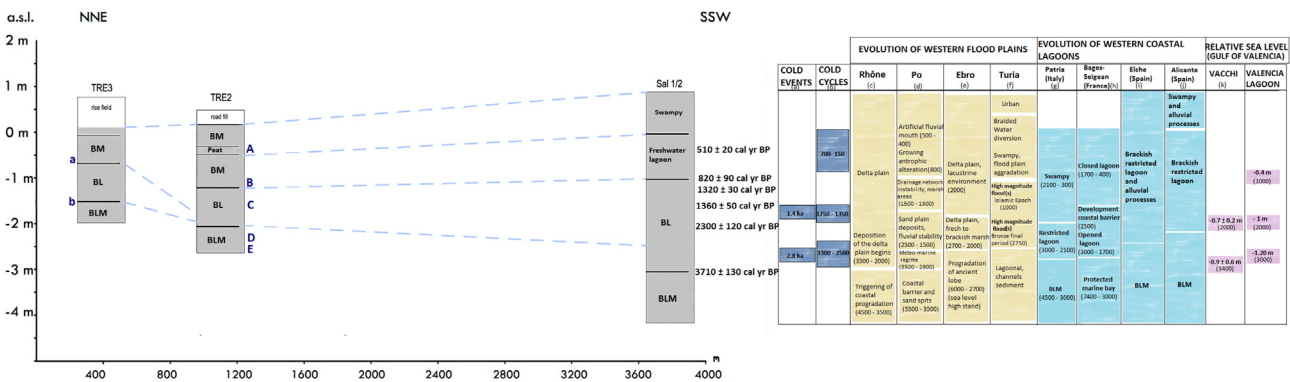 a.s.l.
NNE
SSW
2 m
1 m
0 m
-1 m
-2 m
-3 m
-4 m
400
800
1200
1600
2000
2400
2800
3200
3600
4000
m
TRE3
rice field
BM
BL
BLM
a
b
TRE2
road fill
BM
Peat
BM
BL
BLM
A
B
C
D
E
Sal 1/2
Swampy
Freshwater
lagoon
BL
BLM
510 ± 20 cal yr BP
820 ± 90 cal yr BP
1320 ± 30 cal yr BP
1360 ± 50 cal yr BP
2300 ± 120 cal yr BP
3710 ± 130 cal yr BP
COLD
EVENTS
(a)
1.4 ka
2.8 ka
COLD
CYCLES
(b)
700- 150
1750 - 1350
3300 - 2500
EVOLUTION OF WESTERN FLOOD PLAINS
Rhône
(c)
Delta plain
Deposition of
the delta
plain begins
(3500 - 2000)
Triggering of
coastal
progradation
(4500 - 3500)
Po
(d)
Artificial fluvial
mouth (500 -
400)
Growing
antrophic
alteration(800)
Drainage network
instability, marsh
areas
(1500 - 1300)
Sand plain
deposits,
fluvial stability
(2500 - 1500)
Meteo-marine
regime
(3500 - 2900)
Coastal
barrier and
sand spits
(5500 - 3500)
Ebro
(e)
Delta plain,
lacustrine
environment
(2000)
Delta plain,
fresh to
brackish marsh
(2700 - 2000)
Progradation
of ancient
lobe
(6000 - 2700)
(sea level
high stand)
Turia
(f)
Urban
Braided
Water
diversion
Swampy,
flood plain
aggradation
High magnitude
flood(s)
Islamic Epoch
(1000)
High magnitude
flood(s)
Bronze final
period (2750)
Lagoonal,
channels
sediment
EVOLUTION OF WESTERN COASTAL
LAGOONS
Patria
(Italy)
(g)
Swampy
(2100 - 300)
Restricted
lagoon
(3000 - 2100)
BLM
(4500 - 3000)
Bages-
Seigean
(France)(h)
Closed lagoon
(1700 - 400)
Development
coastal barrier
(2500)
Opened
lagoon
(3000 - 1700)
Protected
marine bay
(7400 - 3000)
Elche
(Spain)
(i)
Brackish
restricted
lagoon
and
alluvial
processes
BLM
Alicante
(Spain)
(j)
Swampy
and
alluvial
processes
Brackish
restricted
lagoon
BLM
RELATIVE SEA LEVEL
(GULF OF VALENCIA)
VACCHI
(k)
-0.7 ± 0.2 m
(2000)
-0.9 ± 0.6 m
(3400)
VALENCIA
LAGOON
-0.4 m
(1000)
- 1 m
(2000)
-1.20 m
(3000)